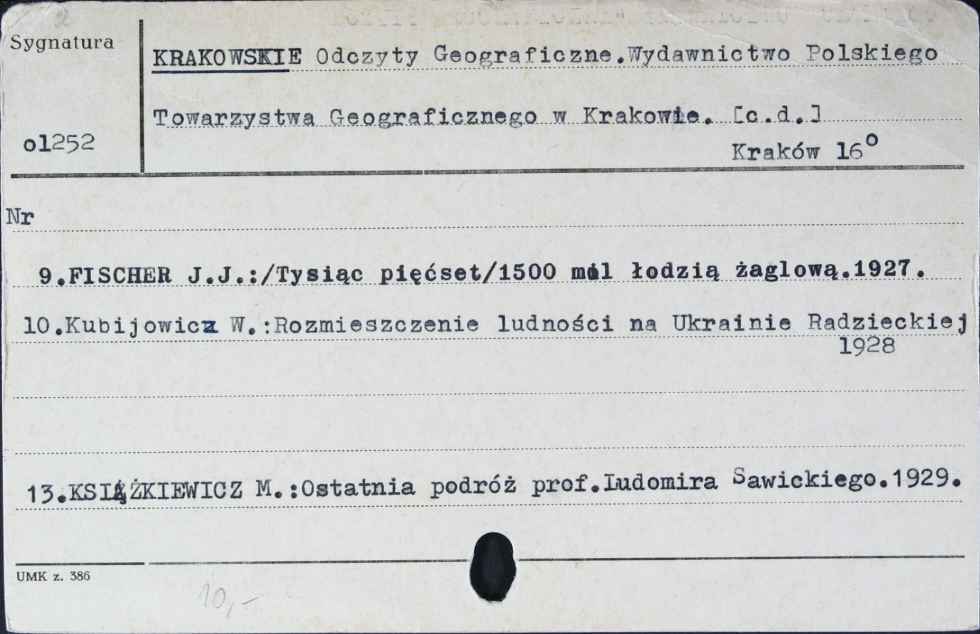 Sygnatura
KRAKOWSKIE Odczyty Geograficzne.Wydawnictwo Polskiego
Towarzystwa Geograficznego w Krakowie. [c.d.]
o1252
Kraków 16°
Nr
9.FISCHER J.J.:/Tysiąc pięćset/1500 mil łodzią żaglową.1927.
10.Kubijowicz W.:Rozmieszczenie ludności na Ukrainie Radzieckiej
1928
13.KSIĄŻKIEWICZ M.:Ostatnia podróż prof.Ludomira Sawickiego.1929.
UMK z. 386
10,-